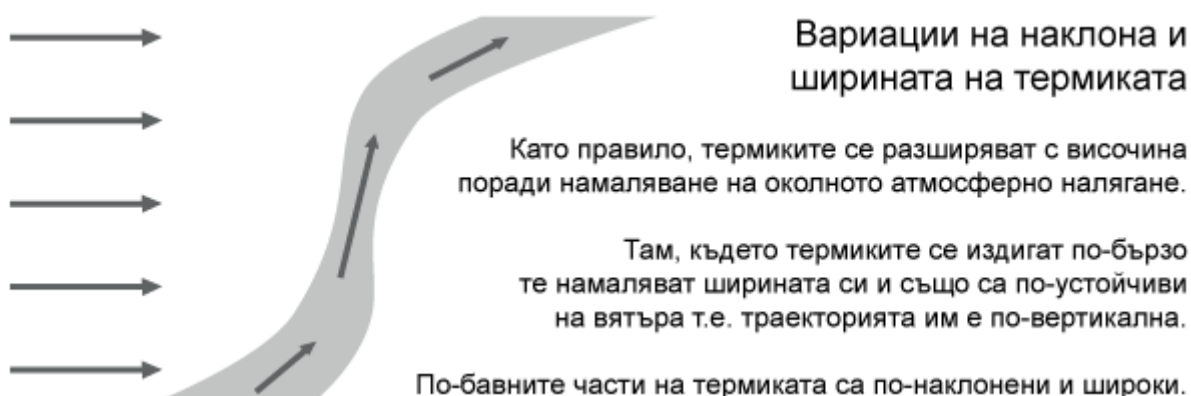 Вариации на наклона и
ширината на термиката
Като правило, термиките се разширяват с височина
поради намаляване на околното атмосферно налягане.
Там, където термиките се издигат по-бързо
те намаляват ширината си и също са по-устойчиви
на вятъра т.е. траекторията им е по-вертикална.
По-бавните части на термиката са по-наклонени и широки.